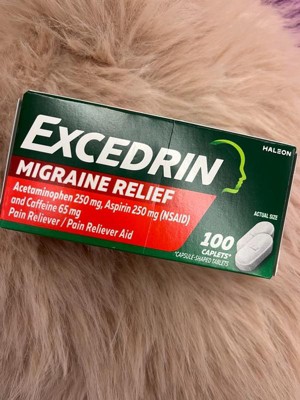 HALEON
EXCEDRIN
MIGRAINE RELIEF
Acetaminophen 250 mg, Aspirin 250 mg (NSAID)
and Caffeine 65 mg
Pain Reliever / Pain Reliever Aid
ACTUAL SIZE
100
CAPLETS*
*CAPSULE-SHAPED TABLETS